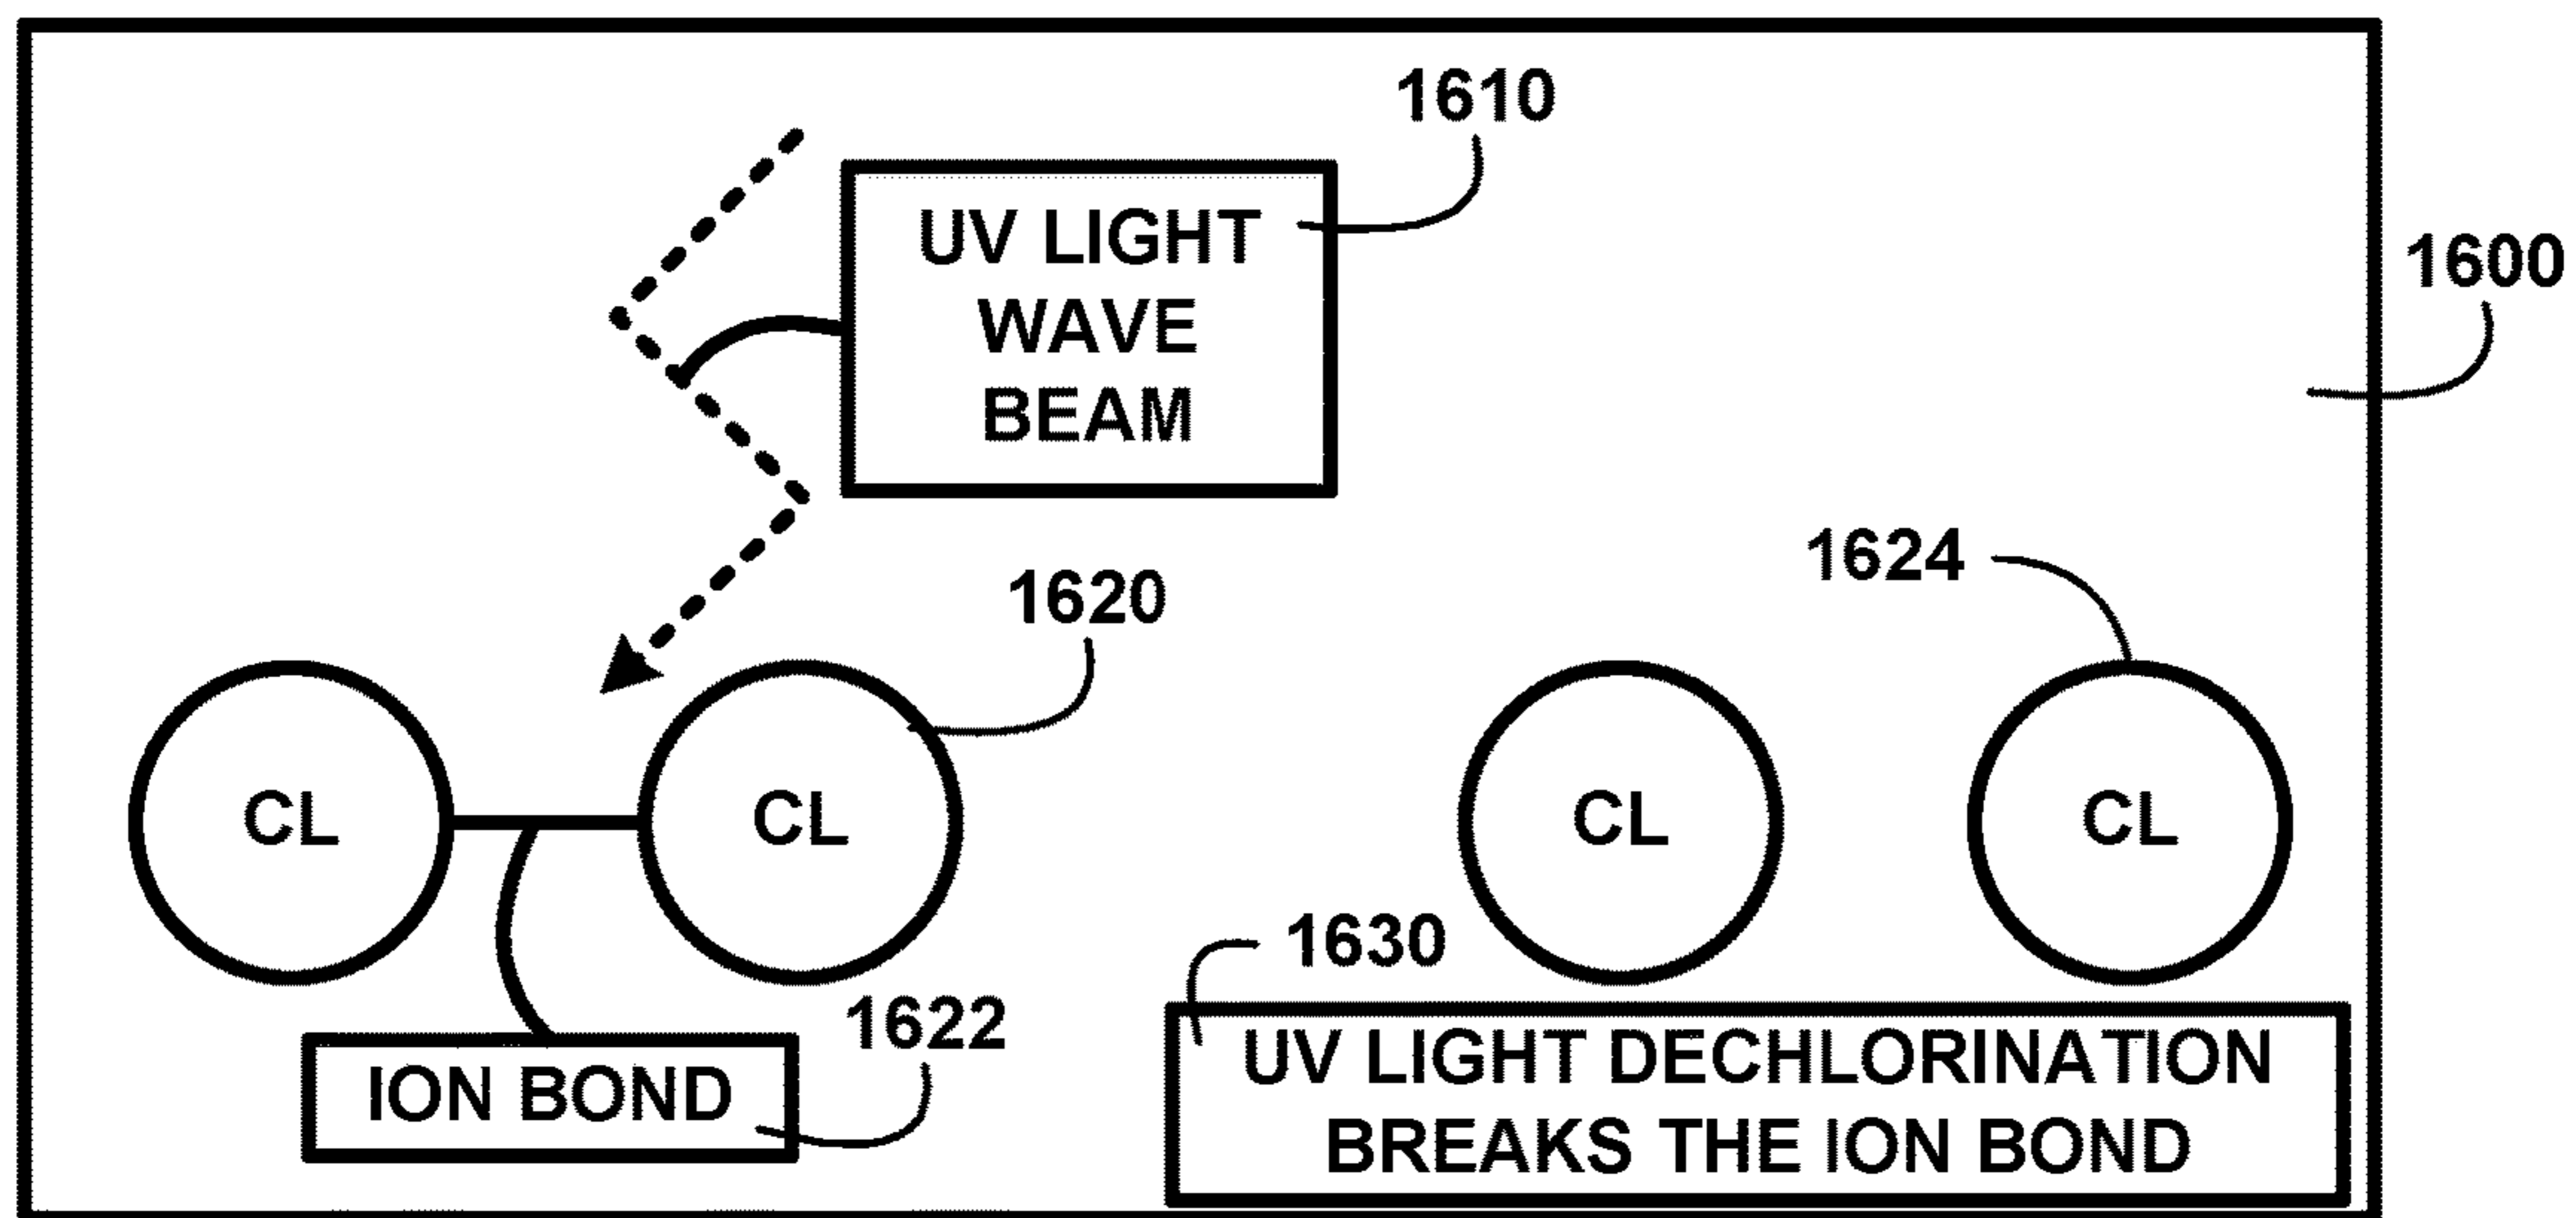 1610
UV LIGHT
WAVE
BEAM
1600
1620
1624
CL
CL
CL
CL
1630
1622
ION BOND
UV LIGHT DECHLORINATION
BREAKS THE ION BOND